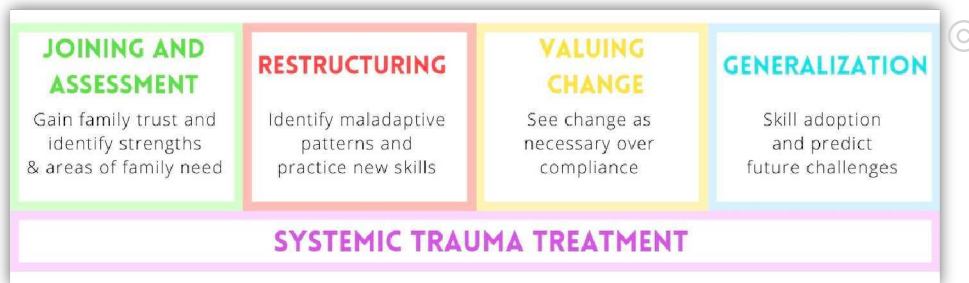 JOINING AND
ASSESSMENT
Gain family trust and
identify strengths
& areas of family need
RESTRUCTURING
Identify maladaptive
patterns and
practice new skills
VALUING
CHANGE
See change as
necessary over
compliance
GENERALIZATION
Skill adoption
and predict
future challenges
SYSTEMIC TRAUMA TREATMENT